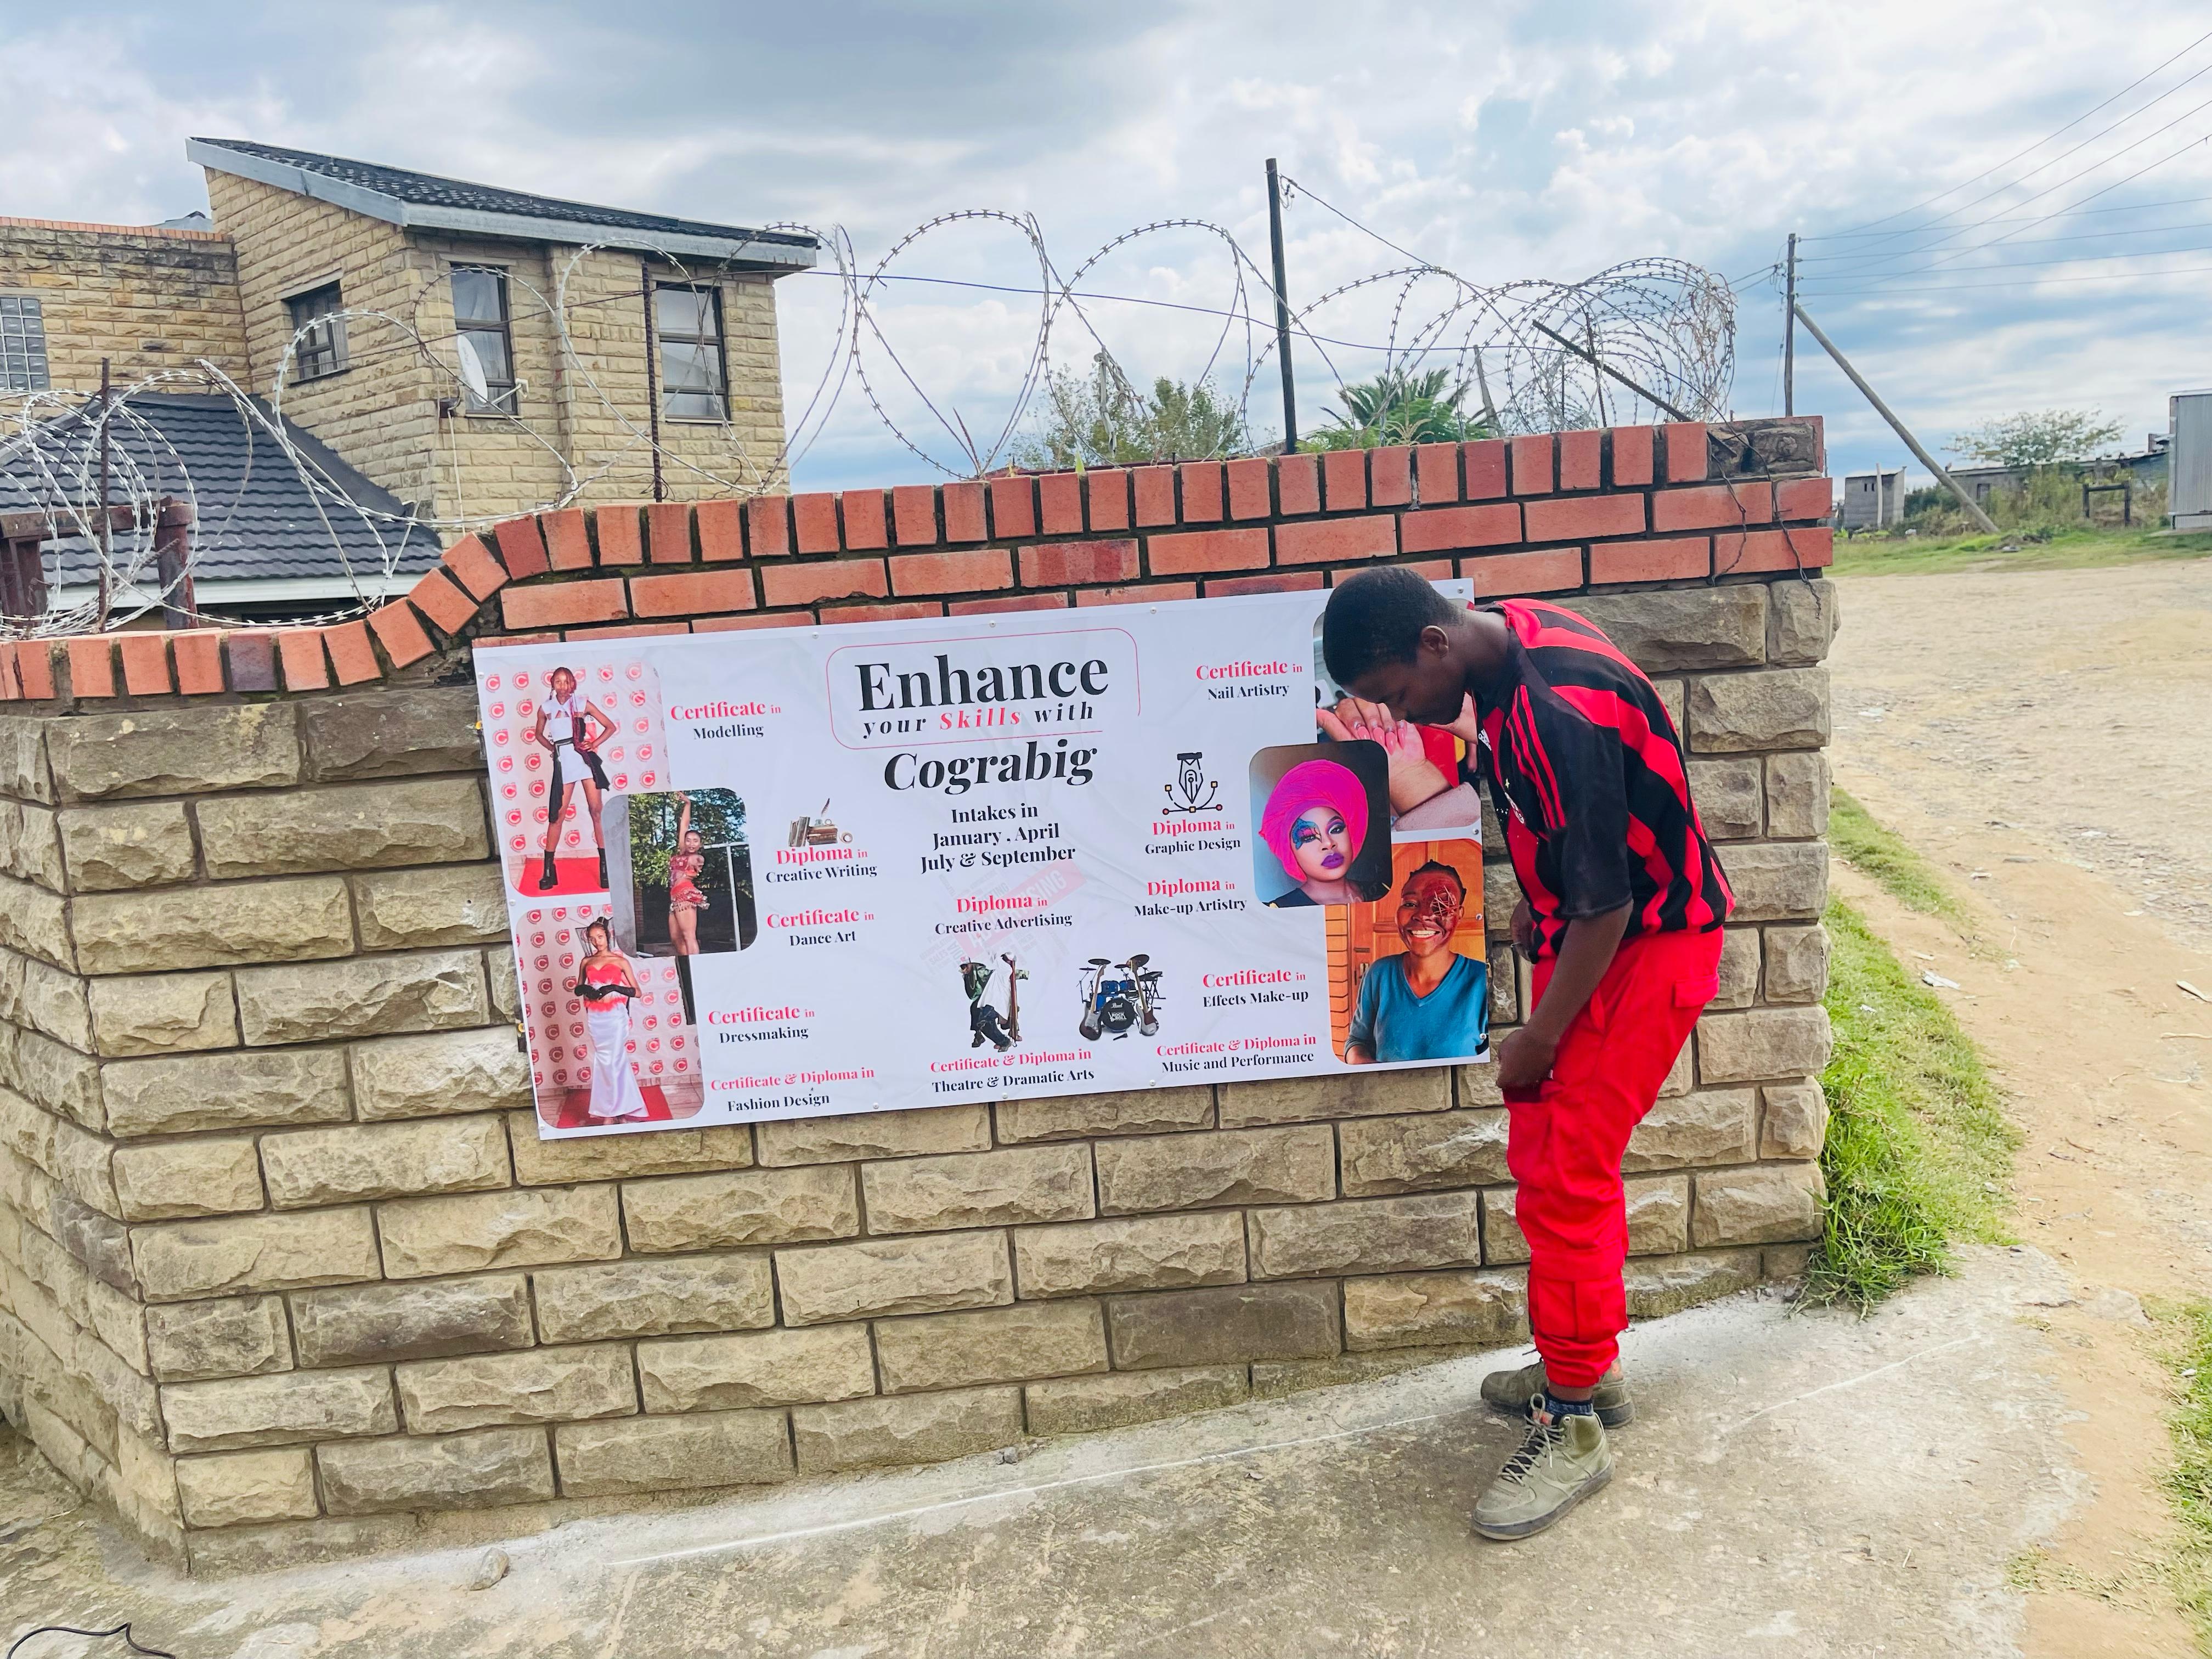 Enhance
your Skills with
Cograbig
Intakes in
January . April
July & September
Certificate in
Modelling
Diploma in
Creative Writing
Certificate in
Dance Art
Certificate in
Dressmaking
Certificate & Diploma in
Fashion Design
Diploma in
Creative Advertising
Certificate & Diploma in
Theatre & Dramatic Arts
Certificate in
Nail Artistry
Diploma in
Graphic Design
Diploma in
Make-up Artistry
Certificate in
Effects Make-up
Certificate & Diploma in
Music and Performance